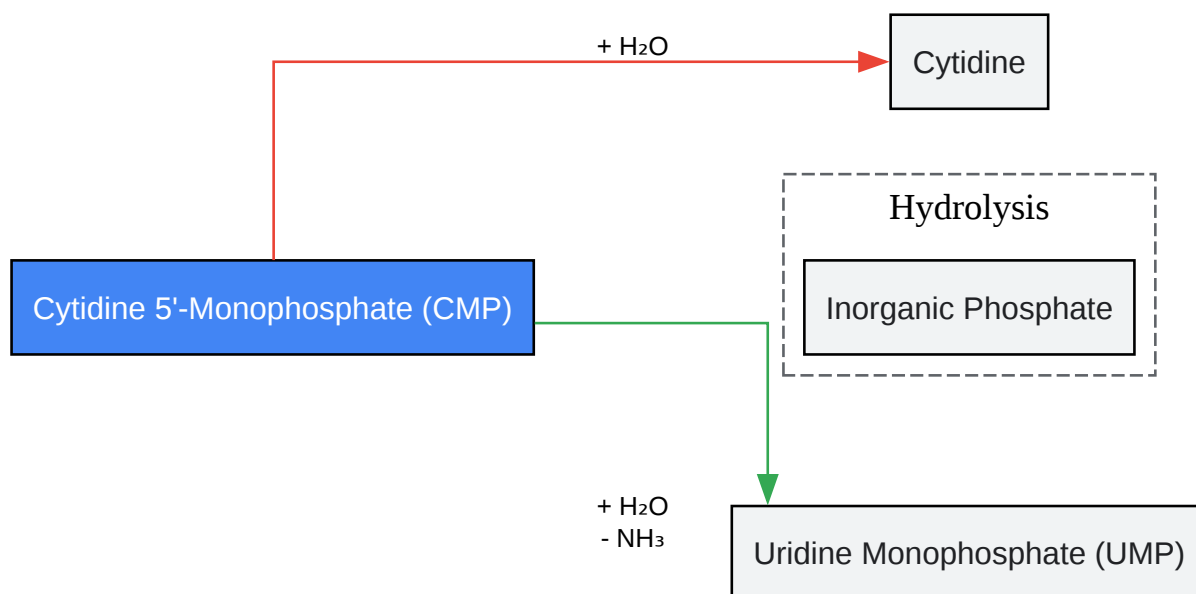 + H₂O
Cytidine
Hydrolysis
Cytidine 5'-Monophosphate (CMP)
Inorganic Phosphate
+ H₂O
- NH₃
Uridine Monophosphate (UMP)